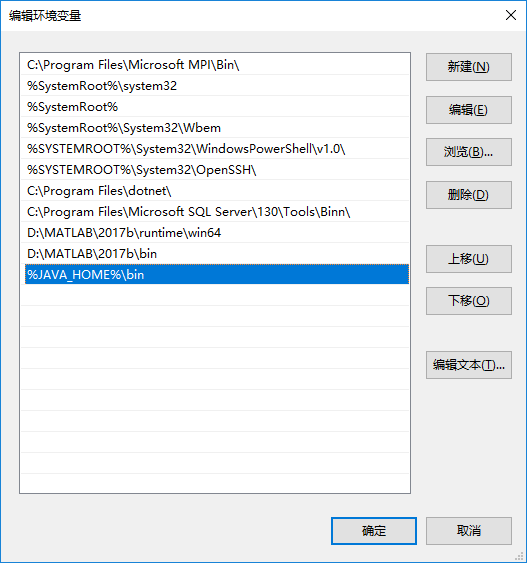 编辑环境变量
C:\Program Files\Microsoft MPI\Bin\
%SystemRoot%\system32
%SystemRoot%
%SystemRoot%\System32\Wbem
%SYSTEMROOT%\System32\WindowsPowerShell\v1.0\
%SYSTEMROOT%\System32\OpenSSH\
C:\Program Files\dotnet\
C:\Program Files\Microsoft SQL Server\130\Tools\Binn\
D:\MATLAB\2017b\runtime\win64
D:\MATLAB\2017b\bin
%JAVA_HOME%\bin
新建(N)
编辑(E)
浏览(B)...
删除(D)
上移(U)
下移(O)
编辑文本(T)...
确定
取消